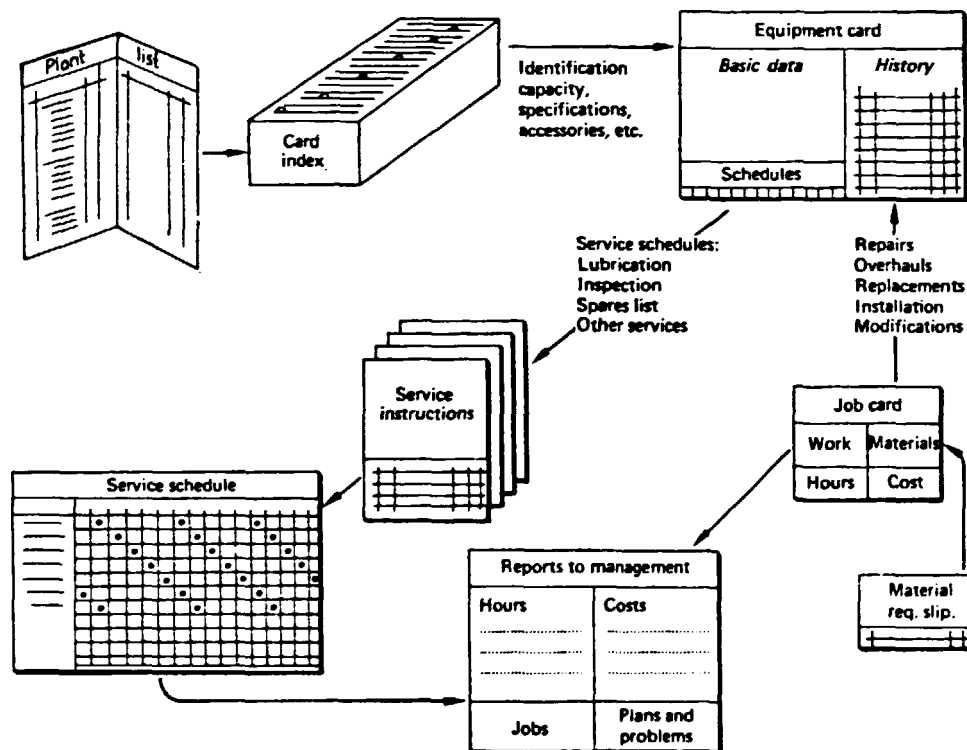 Plant list
Card
index
Identification
capacity,
specifications,
accessories, etc.
Equipment card
Basic data
History
Schedules
Service schedules:
Lubrication
Inspection
Spares list
Other services
Repairs
Overhauls
Replacements
Installation
Modifications
Service
instructions
Job card
Work
Materials
Hours
Cost
Service schedule
Reports to management
Hours
Costs
Jobs
Plans and
problems
Material
req. slip.